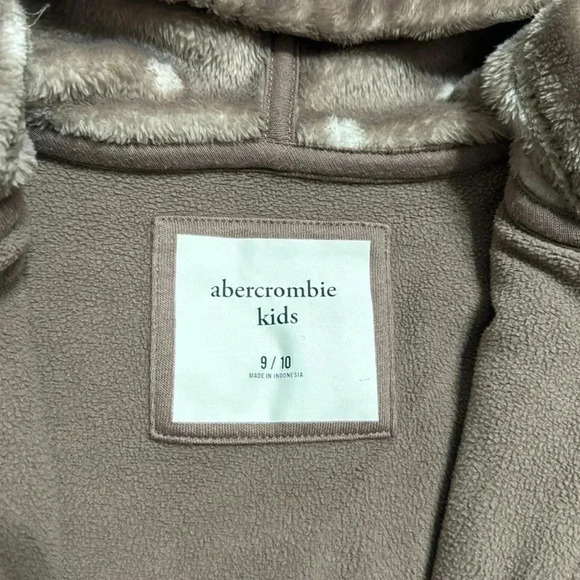 abercrombie
kids
9 / 10
MADE IN INDONESIA